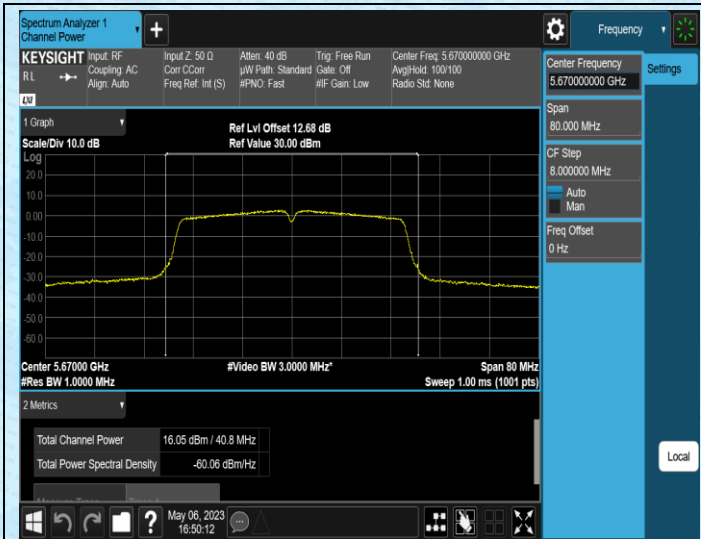 Spectrum Analyzer 1
Channel Power
Frequency
KEYSIGHT
R L
LXI
Input: RF
Coupling: AC
Align: Auto
Input Z: 50 Ω
Corr CCorr
Freq Ref: Int (S)
Atten: 40 dB
µW Path: Standard
#PNO: Fast
Trig: Free Run
Gate: Off
#IF Gain: Low
Center Freq: 5.670000000 GHz
Avg|Hold: 100/100
Radio Std: None
Center Frequency
5.670000000 GHz
Settings
Span
80.000 MHz
CF Step
8.000000 MHz
Auto
Man
Freq Offset
0 Hz
1 Graph
Scale/Div 10.0 dB
Ref Lvl Offset 12.68 dB
Ref Value 30.00 dBm
Log
20.0
10.0
0.00
-10.0
-20.0
-30.0
-40.0
-50.0
-60.0
Center 5.67000 GHz
#Video BW 3.0000 MHz*
Span 80 MHz
#Res BW 1.0000 MHz
Sweep 1.00 ms (1001 pts)
2 Metrics
Total Channel Power 16.05 dBm / 40.8 MHz
Total Power Spectral Density -60.06 dBm/Hz
Local
May 06, 2023
16:50:12